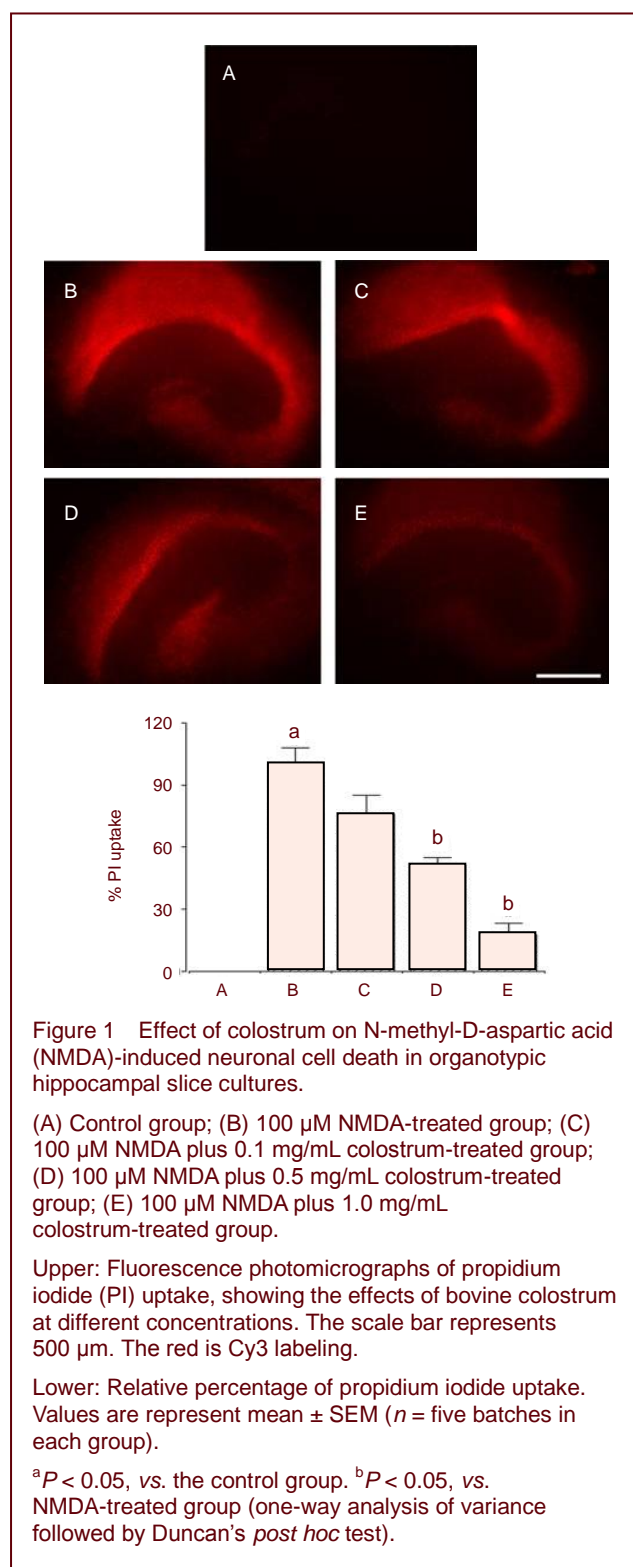 A
B
C
D
E
120
a
90
% PI uptake
60
b
30
b
0
A B C D E
Figure 1 Effect of colostrum on N-methyl-D-aspartic acid
(NMDA)-induced neuronal cell death in organotypic
hippocampal slice cultures.
(A) Control group; (B) 100 µM NMDA-treated group; (C)
100 µM NMDA plus 0.1 mg/mL colostrum-treated group;
(D) 100 µM NMDA plus 0.5 mg/mL colostrum-treated
group; (E) 100 µM NMDA plus 1.0 mg/mL
colostrum-treated group.
Upper: Fluorescence photomicrographs of propidium
iodide (PI) uptake, showing the effects of bovine colostrum
at different concentrations. The scale bar represents
500 µm. The red is Cy3 labeling.
Lower: Relative percentage of propidium iodide uptake.
Values are represent mean ± SEM (n = five batches in
each group).
ᵃP < 0.05, vs. the control group. ᵇP < 0.05, vs.
NMDA-treated group (one-way analysis of variance
followed by Duncan's post hoc test).